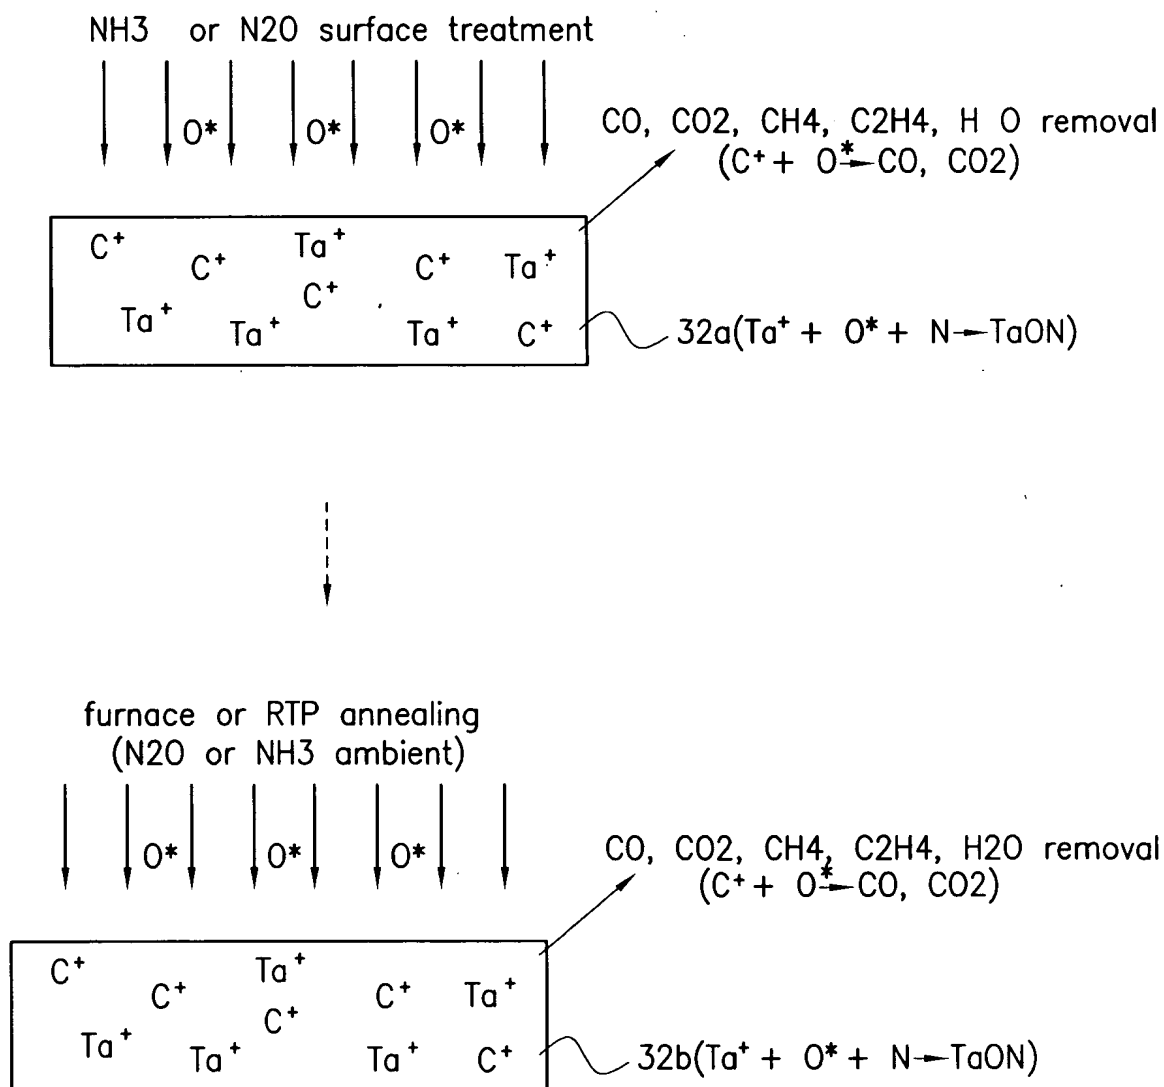 NH3 or N2O surface treatment
O* O* O*
CO, CO2, CH4, C2H4, H O removal
(C+ + O* → CO, CO2)
C+ C+ Ta+ C+ Ta+
C+
Ta+ Ta+ Ta+ C+
32a(Ta+ + O* + N → TaON)
furnace or RTP annealing
(N2O or NH3 ambient)
O* O* O*
CO, CO2, CH4, C2H4, H2O removal
(C+ + O* → CO, CO2)
C+ C+ Ta+ C+ Ta+
C+
Ta+ Ta+ Ta+ C+
32b(Ta+ + O* + N → TaON)